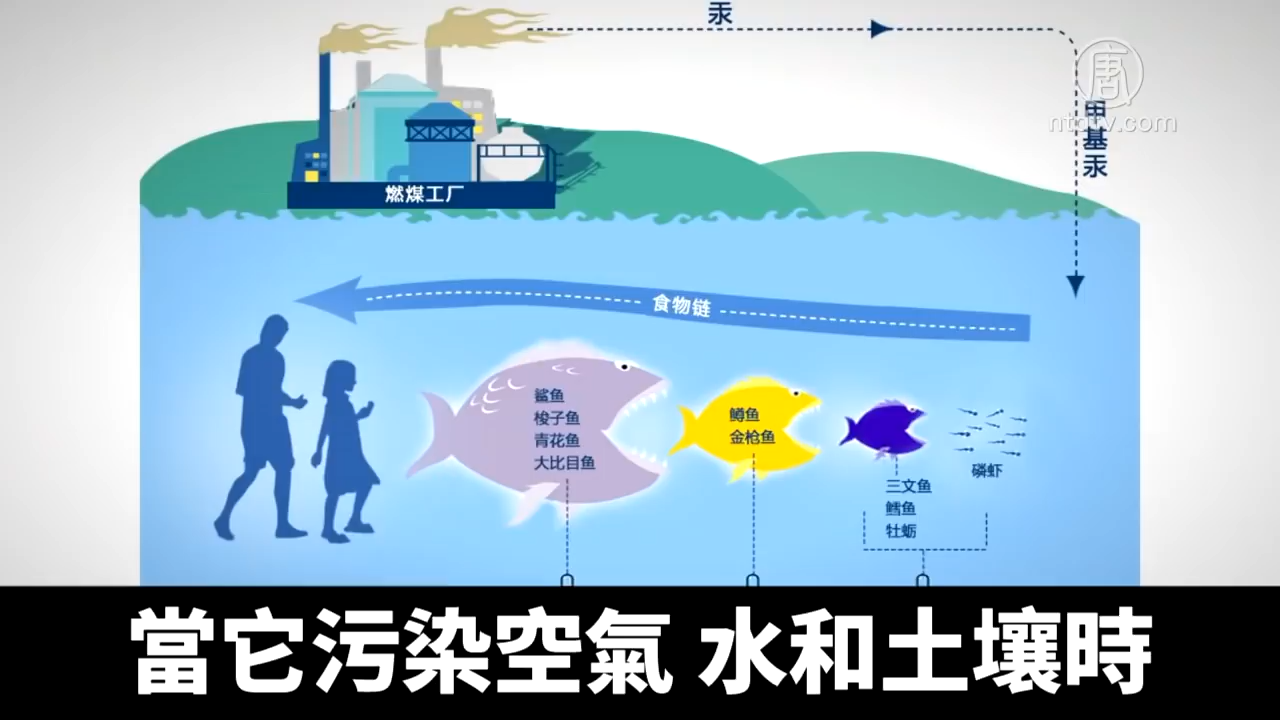 汞
唐
ntdtv.com
甲基汞
燃煤工厂
食物链
鲨鱼
梭子鱼
青花鱼
大比目鱼
鳟鱼
金枪鱼
磷虾
三文鱼
鳕鱼
牡蛎
當它污染空氣 水和土壤時